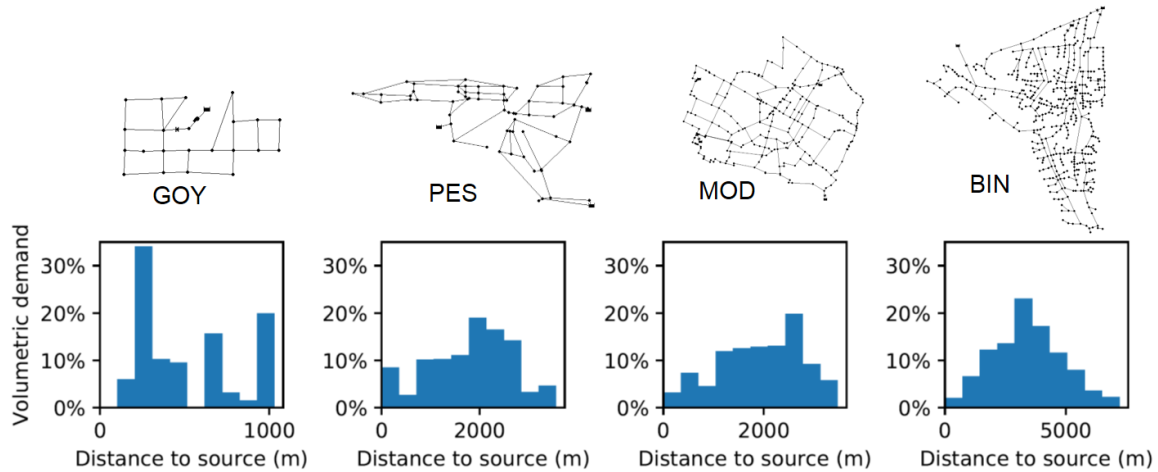 GOY PES MOD BIN
Volumetric demand
30% 30% 30% 30%
20% 20% 20% 20%
10% 10% 10% 10%
0% 0% 0% 0%
0 1000 0 2000 0 2000 0 5000
Distance to source (m) Distance to source (m) Distance to source (m) Distance to source (m)